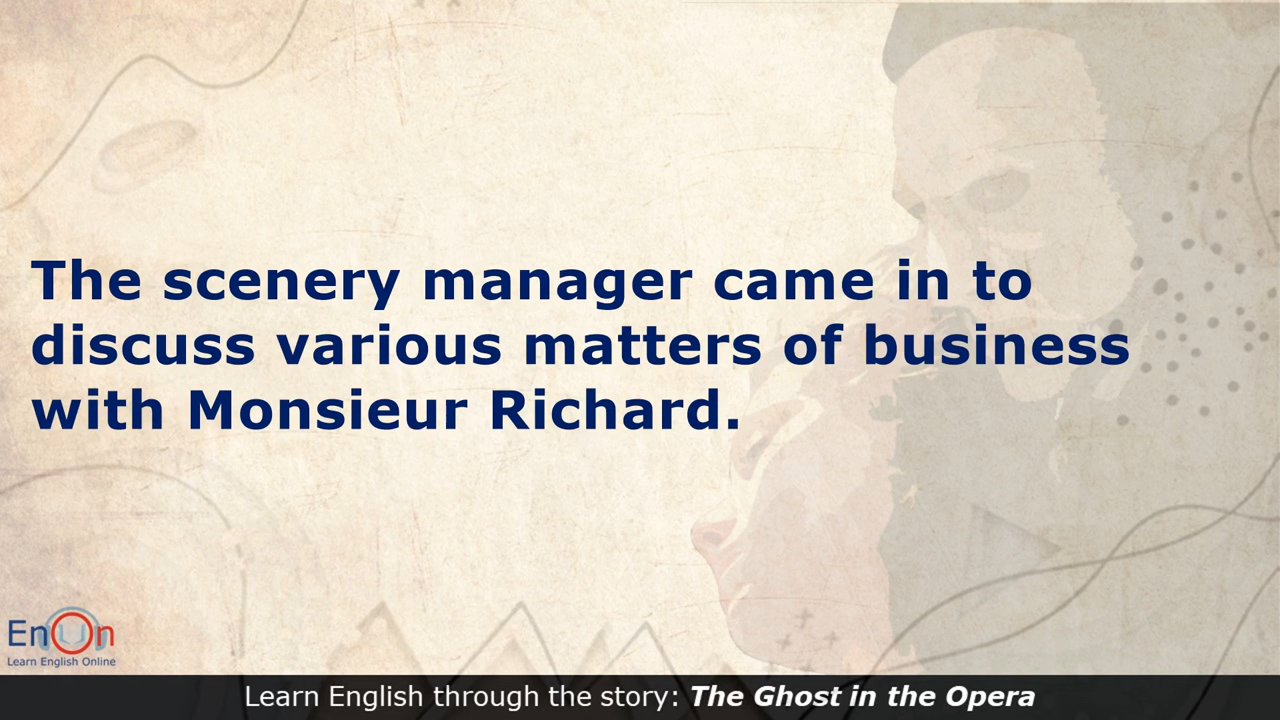 The scenery manager came in to
discuss various matters of business
with Monsieur Richard.
EnOn
Learn English Online
Learn English through the story: The Ghost in the Opera